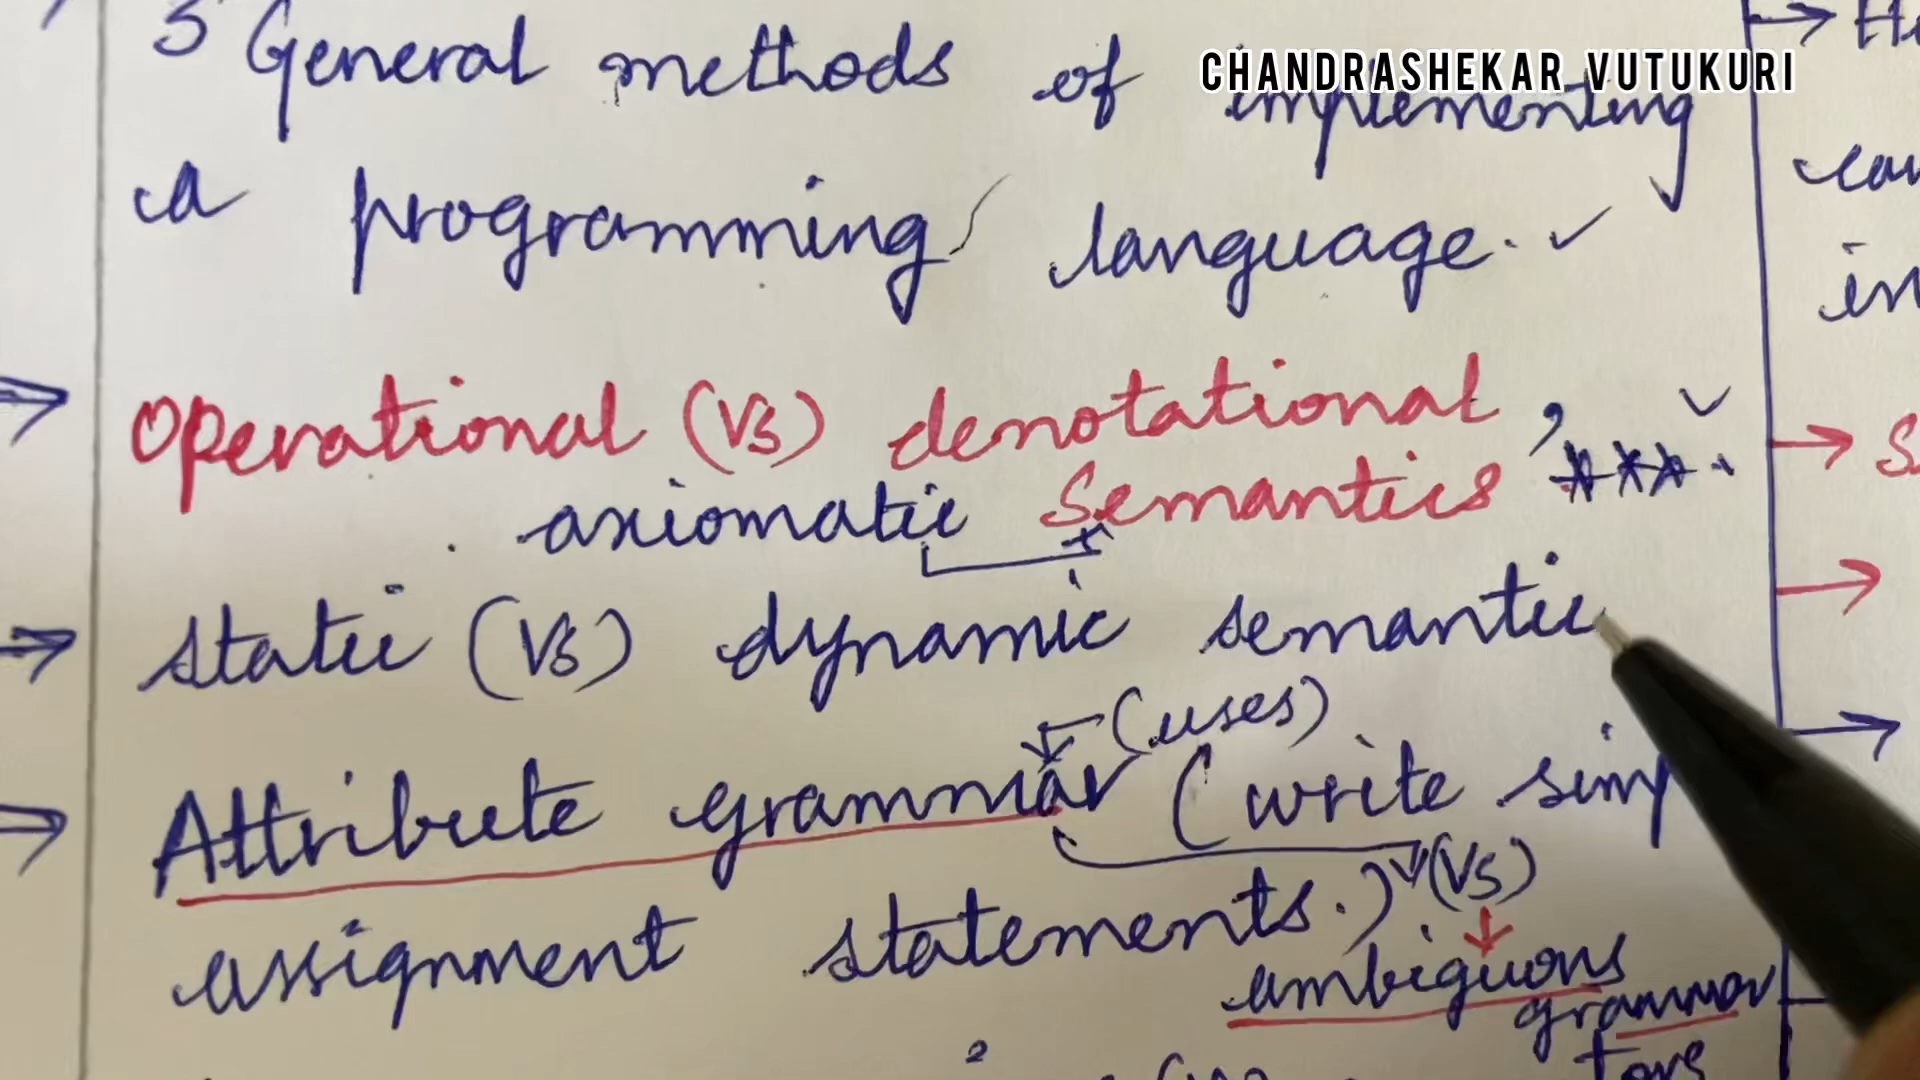 3 General methods of implementing
CHANDRASHEKAR VUTUKURI
a programming language.
Operational (VS) denotational,
axiomatic Semantics ***.
static (VS) dynamic semantic
(uses)
Attribute grammar (write simp
assignment statements.) (VS)
ambiguous
grammar